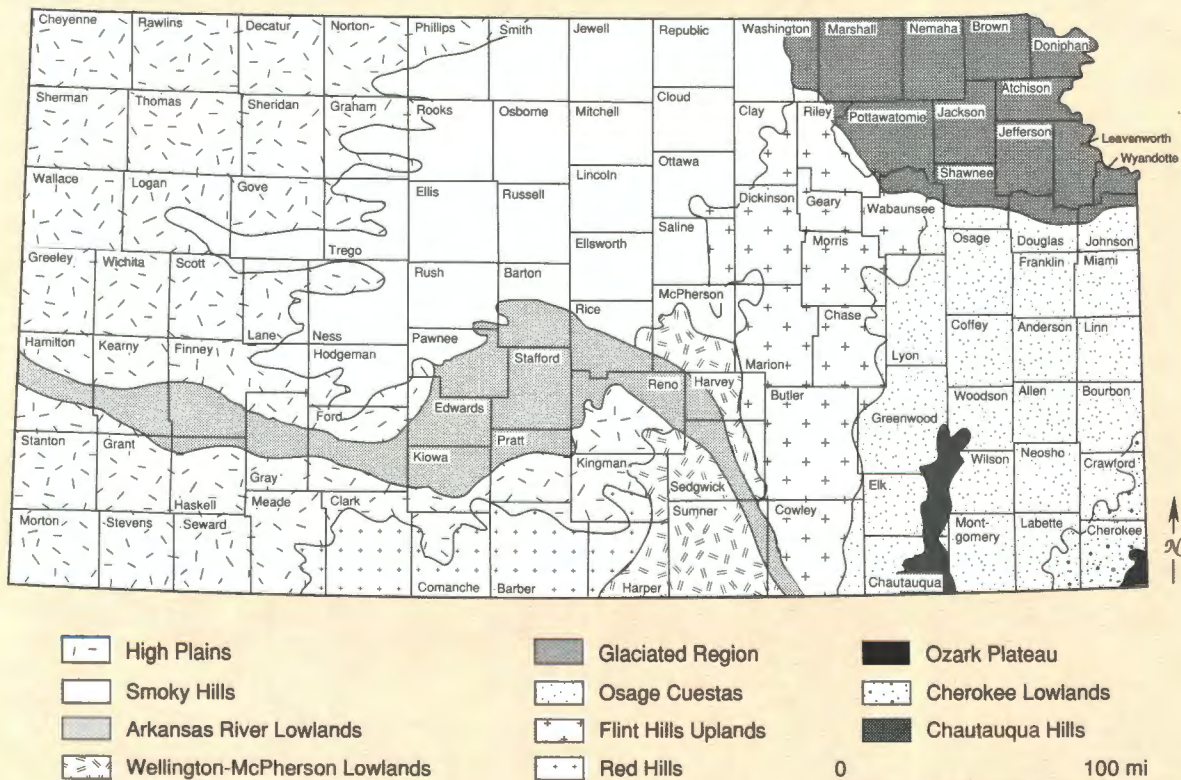 Cheyenne Rawlins Decatur Norton Phillips Smith Jewell Republic Washington Marshall Nemaha Brown
Doniphan
Atchison
Sherman Thomas Sheridan Graham Rooks Osborne Mitchell Cloud Clay Riley Pottawatomie Jackson
Jefferson Leavenworth
Wyandotte
Wallace Logan Gove Ellis Russell Lincoln Ottawa Shawnee
Dickinson Geary Wabaunsee
Trego Saline
Ellsworth Morris Osage Douglas Johnson
Greeley Wichita Scott Rush Barton Franklin Miami
Lane Ness Rice McPherson Chase
Hamilton Kearny Finney Hodgeman Pawnee Stafford Marion Lyon Coffey Anderson Linn
Reno Harvey
Ford Edwards Butler Greenwood Woodson Allen Bourbon
Stanton Grant Gray Kiowa Pratt Kingman Sedgwick Wilson Neosho Crawford
Haskell Meade Clark Elk
Morton Stevens Seward Sumner Cowley Mont-
gomery Labette Cherokee
Comanche Barber Harper Chautauqua
N
High Plains Glaciated Region Ozark Plateau
Smoky Hills Osage Cuestas Cherokee Lowlands
Arkansas River Lowlands Flint Hills Uplands Chautauqua Hills
Wellington-McPherson Lowlands Red Hills 0 100 mi